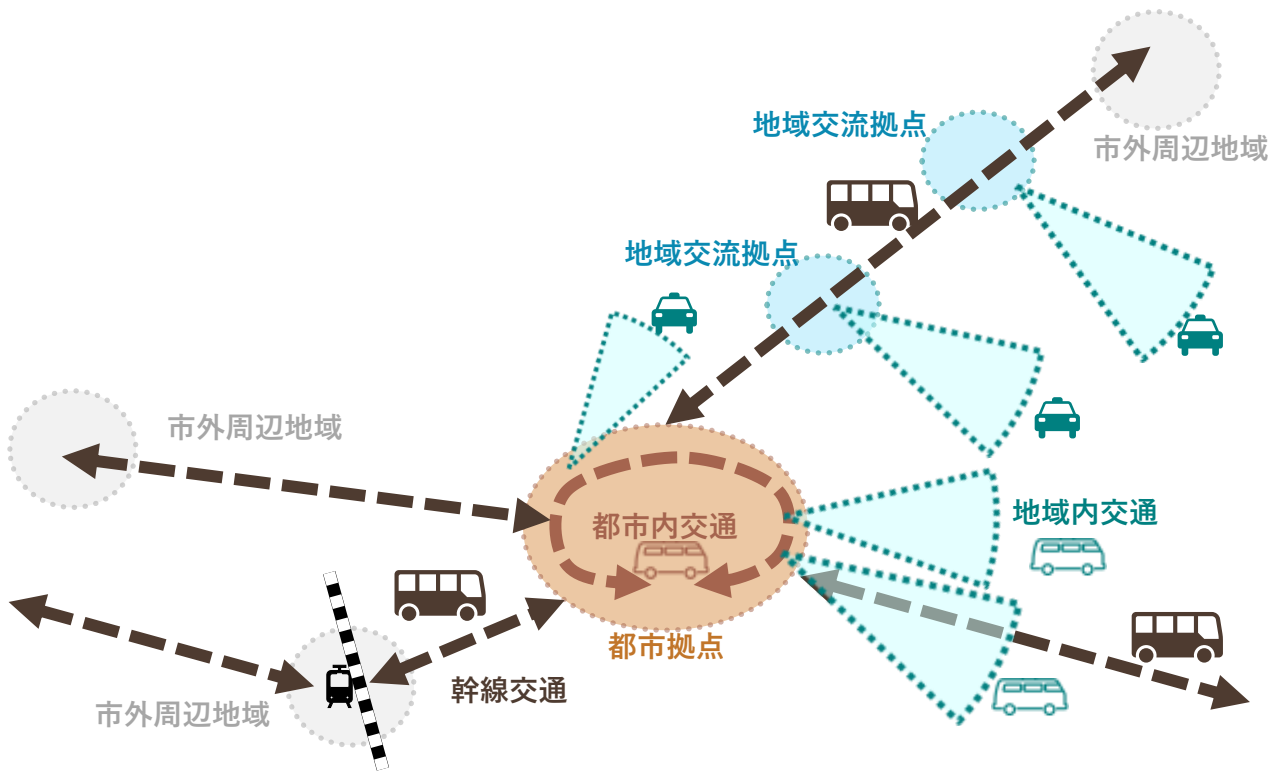 地域交流拠点
市外周辺地域
地域交流拠点
市外周辺地域
地域内交通
都市内交通
都市拠点
幹線交通
市外周辺地域